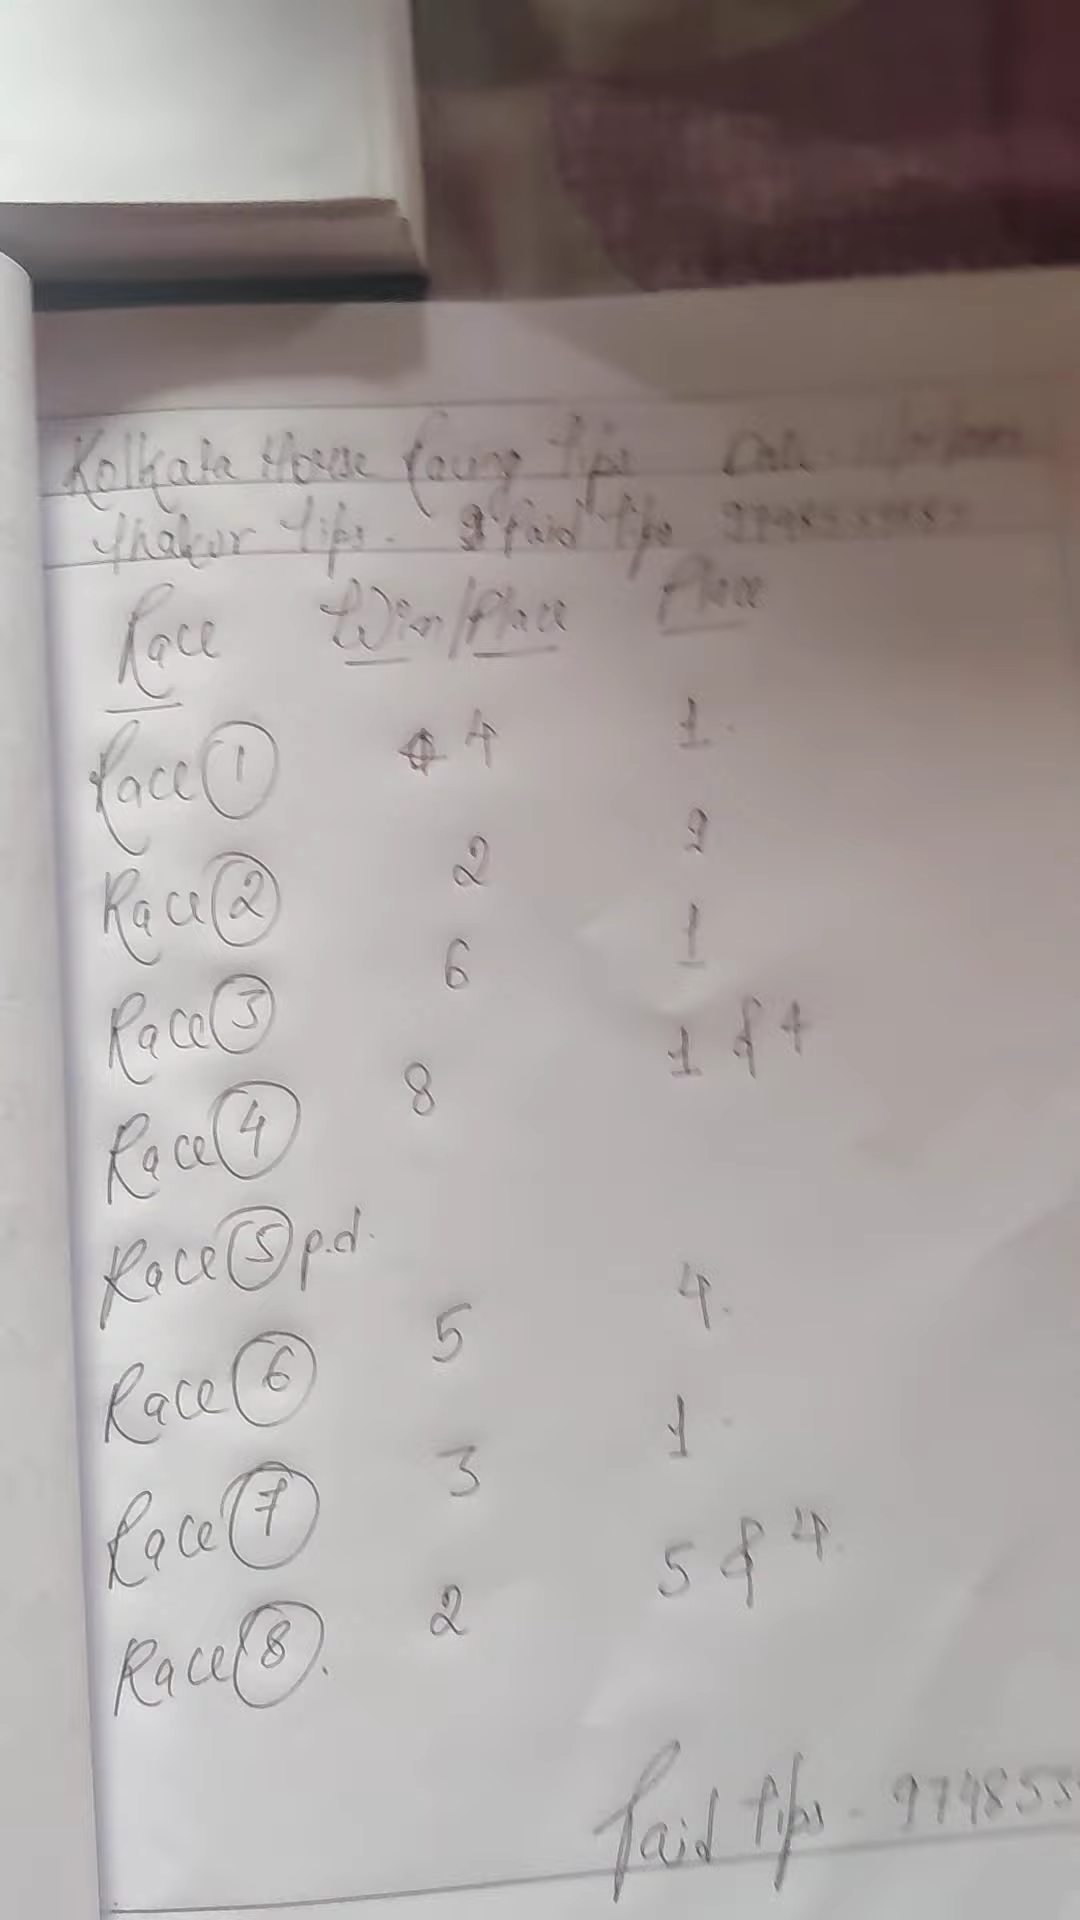 Kolkata Horse Racing Tips Date
thakur tips. Paid tips
Race Win/Place Place
Race 1 4 1.
Race 2 2
Race 3 6 1
Race 4 8 1 & 4
Race 5 p.d.
Race 6 5 4.
Race 7 3 1.
Race 8. 2 5 & 4.
Paid tips - 974855